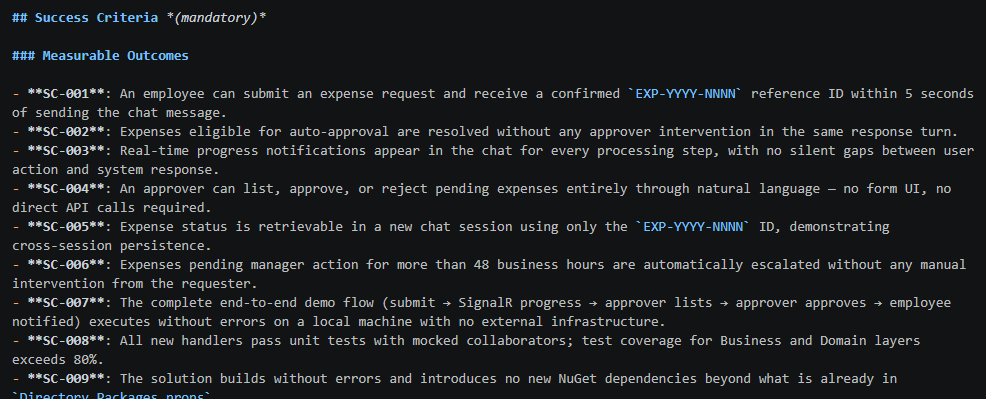 ## Success Criteria *(mandatory)*
### Measurable Outcomes
- **SC-001**: An employee can submit an expense request and receive a confirmed `EXP-YYYY-NNNN` reference ID within 5 seconds
of sending the chat message.
- **SC-002**: Expenses eligible for auto-approval are resolved without any approver intervention in the same response turn.
- **SC-003**: Real-time progress notifications appear in the chat for every processing step, with no silent gaps between user
action and system response.
- **SC-004**: An approver can list, approve, or reject pending expenses entirely through natural language — no form UI, no
direct API calls required.
- **SC-005**: Expense status is retrievable in a new chat session using only the `EXP-YYYY-NNNN` ID, demonstrating
cross-session persistence.
- **SC-006**: Expenses pending manager action for more than 48 business hours are automatically escalated without any manual
intervention from the requester.
- **SC-007**: The complete end-to-end demo flow (submit → SignalR progress → approver lists → approver approves → employee
notified) executes without errors on a local machine with no external infrastructure.
- **SC-008**: All new handlers pass unit tests with mocked collaborators; test coverage for Business and Domain layers
exceeds 80%.
- **SC-009**: The solution builds without errors and introduces no new NuGet dependencies beyond what is already in
`Directory.Packages.props`